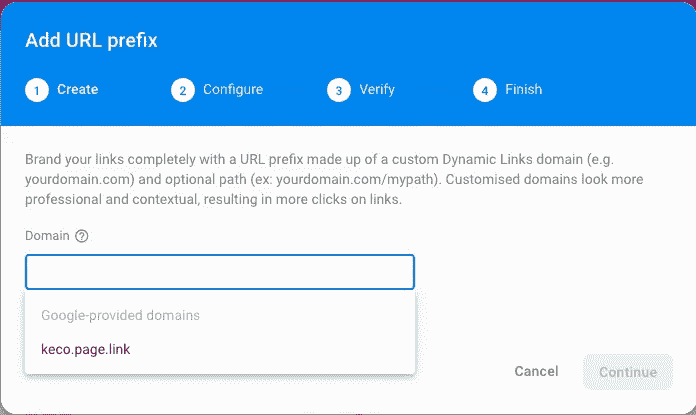 Add URL prefix
1 Create 2 Configure 3 Verify 4 Finish
Brand your links completely with a URL prefix made up of a custom Dynamic Links domain (e.g.
yourdomain.com) and optional path (ex: yourdomain.com/mypath). Customised domains look more
professional and contextual, resulting in more clicks on links.
Domain ?
Google-provided domains
keco.page.link
Cancel Continue